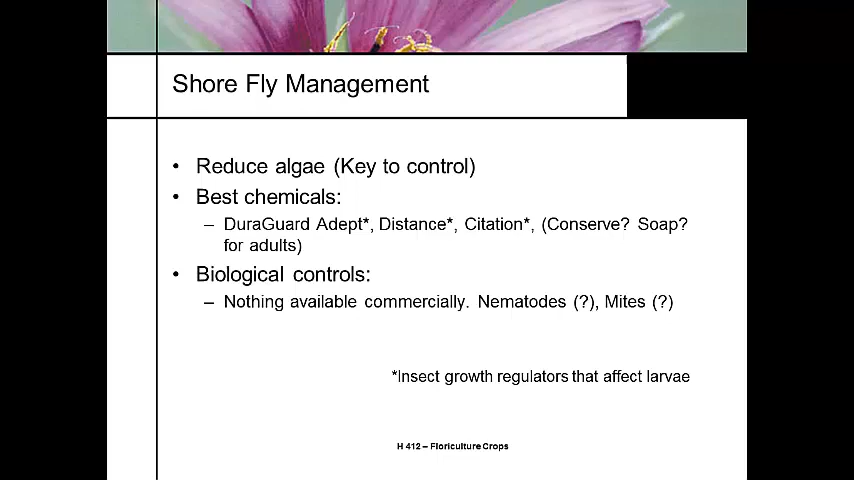 Shore Fly Management
• Reduce algae (Key to control)
• Best chemicals:
– DuraGuard Adept*, Distance*, Citation*, (Conserve? Soap?
for adults)
• Biological controls:
– Nothing available commercially. Nematodes (?), Mites (?)
*Insect growth regulators that affect larvae
H 412 – Floriculture Crops